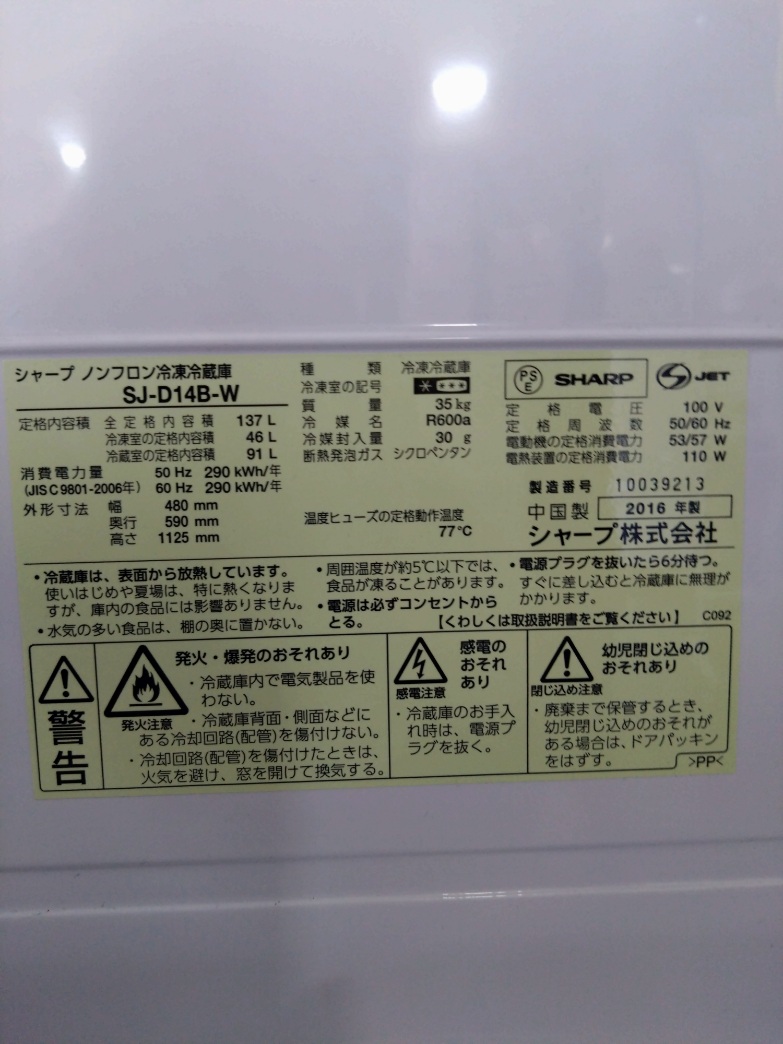 シャープ ノンフロン冷凍冷蔵庫
SJ-D14B-W
定格内容積 全定格内容積 137 L
冷凍室の定格内容積 46 L
冷蔵室の定格内容積 91 L
消費電力量 50 Hz 290 kWh/年
(JIS C 9801-2006年) 60 Hz 290 kWh/年
外形寸法 幅 480 mm
奥行 590 mm
高さ 1125 mm
種類 冷凍冷蔵庫
冷凍室の記号
質量 35 kg
冷媒名 R600a
冷媒封入量 30 g
断熱発泡ガス シクロペンタン
温度ヒューズの定格動作温度
77℃
PSE SHARP JET
定格電圧 100 V
定格周波数 50/60 Hz
電動機の定格消費電力 53/57 W
電熱装置の定格消費電力 110 W
製造番号 10039213
中国製 2016 年製
シャープ株式会社
・冷蔵庫は、表面から放熱しています。
使いはじめや夏場は、特に熱くなりま
すが、庫内の食品には影響ありません。
・水気の多い食品は、棚の奥に置かない。
・周囲温度が約5℃以下では、
食品が凍ることがあります。
・電源は必ずコンセントから
とる。
・電源プラグを抜いたら6分待つ。
すぐに差し込むと冷蔵庫に無理が
かかります。
【くわしくは取扱説明書をご覧ください】 C092
警告
発火・爆発のおそれあり
発火注意
・冷蔵庫内で電気製品を使
わない。
・冷蔵庫背面・側面などに
ある冷却回路(配管)を傷付けない。
・冷却回路(配管)を傷付けたときは、
火気を避け、窓を開けて換気する。
感電の
おそれ
あり
感電注意
・冷蔵庫のお手入
れ時は、電源プ
ラグを抜く。
幼児閉じ込めの
おそれあり
閉じ込め注意
・廃棄まで保管するとき、
幼児閉じ込めのおそれが
ある場合は、ドアパッキン
をはずす。
>PP<